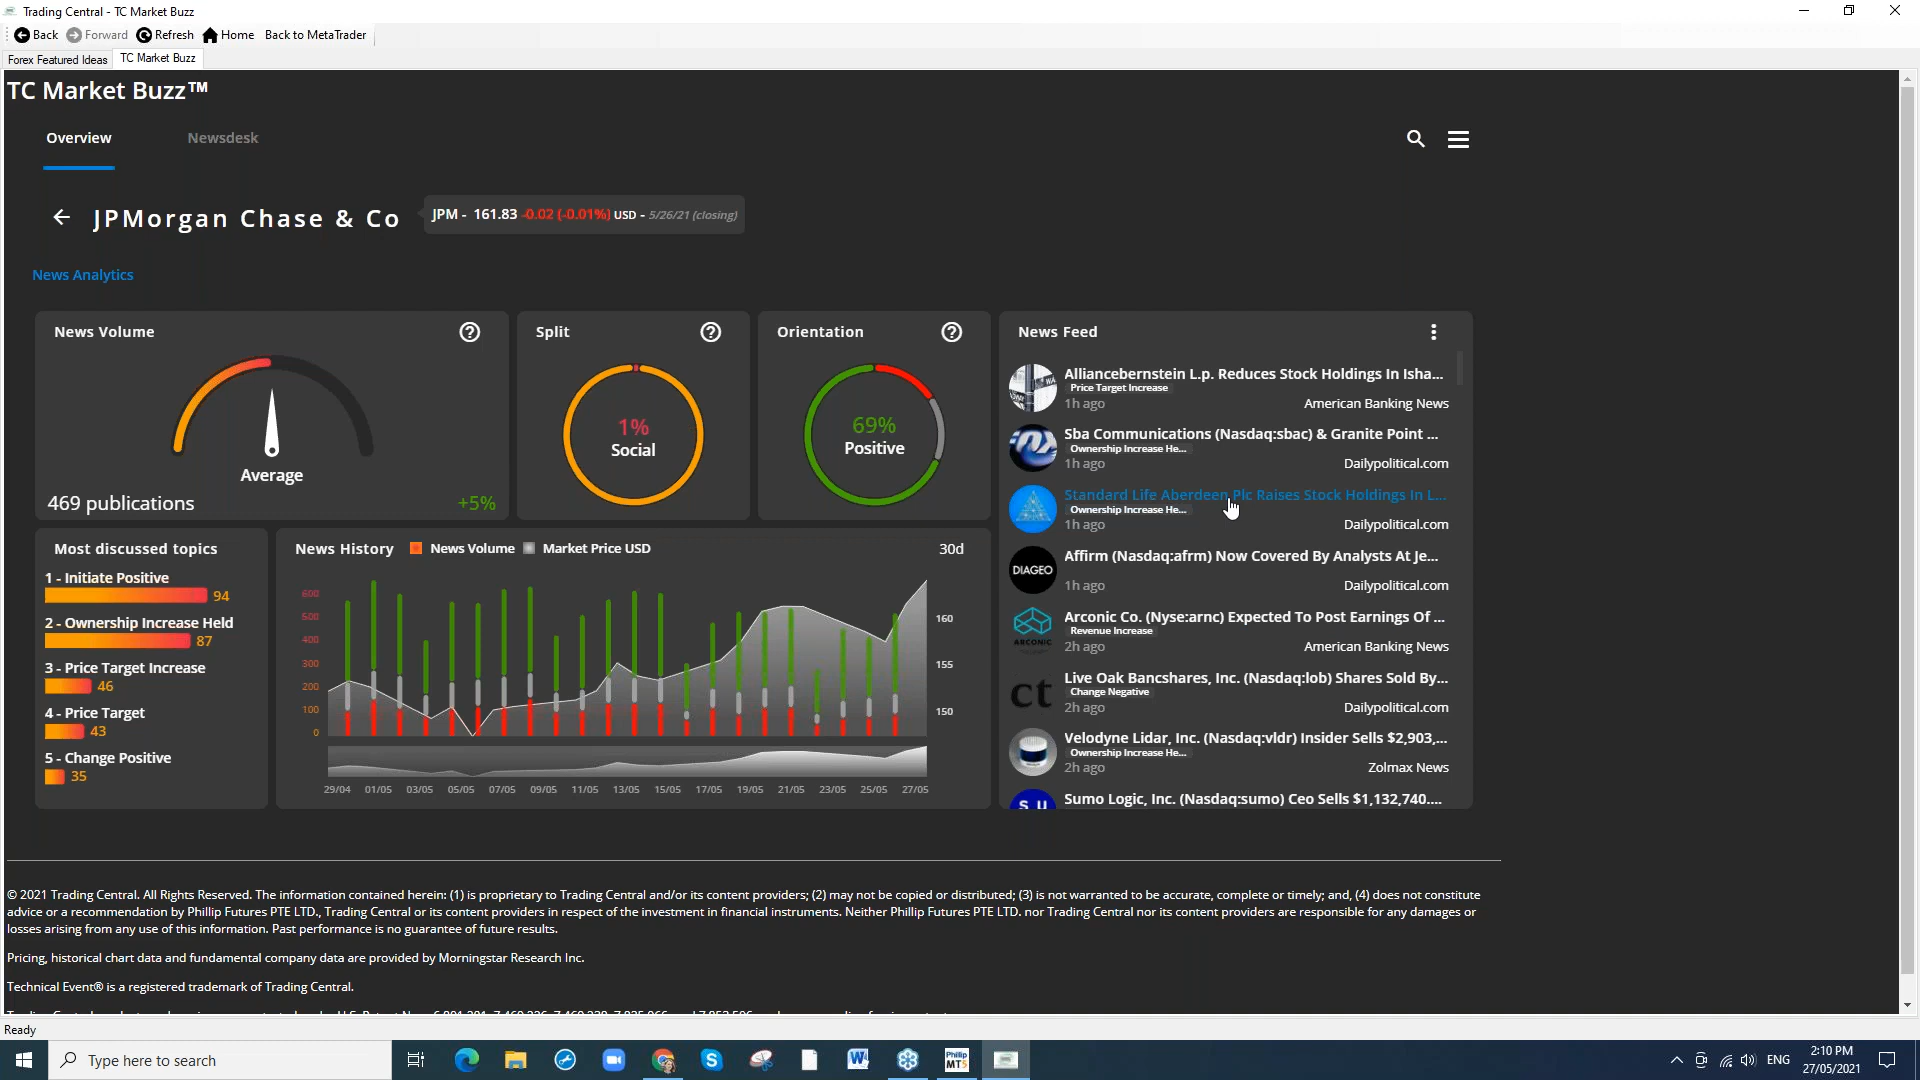 Trading Central - TC Market Buzz
Back Forward Refresh Home Back to MetaTrader
Forex Featured Ideas TC Market Buzz
TC Market Buzz™
Overview Newsdesk
JPMorgan Chase & Co JPM - 161.83 -0.02 (-0.01%) USD - 5/26/21 (closing)
News Analytics
News Volume
Average
469 publications +5%
Split
1%
Social
Orientation
69%
Positive
News Feed
Alliancebernstein L.p. Reduces Stock Holdings In Isha...
Price Target Increase
1h ago American Banking News
Sba Communications (Nasdaq:sbac) & Granite Point ...
Ownership Increase He...
1h ago Dailypolitical.com
Standard Life Aberdeen Plc Raises Stock Holdings In L...
Ownership Increase He...
1h ago Dailypolitical.com
DIAGEO
Affirm (Nasdaq:afrm) Now Covered By Analysts At Je...
1h ago Dailypolitical.com
ARCONIC
Arconic Co. (Nyse:arnc) Expected To Post Earnings Of ...
Revenue Increase
2h ago American Banking News
ct
Live Oak Bancshares, Inc. (Nasdaq:lob) Shares Sold By...
Change Negative
2h ago Dailypolitical.com
Velodyne Lidar, Inc. (Nasdaq:vldr) Insider Sells $2,903,...
Ownership Increase He...
2h ago Zolmax News
su
Sumo Logic, Inc. (Nasdaq:sumo) Ceo Sells $1,132,740....
Most discussed topics
1 - Initiate Positive
94
2 - Ownership Increase Held
87
3 - Price Target Increase
46
4 - Price Target
43
5 - Change Positive
35
News History News Volume Market Price USD 30d
600
500
400
300
200
100
0
160
155
150
29/04 01/05 03/05 05/05 07/05 09/05 11/05 13/05 15/05 17/05 19/05 21/05 23/05 25/05 27/05
© 2021 Trading Central. All Rights Reserved. The information contained herein: (1) is proprietary to Trading Central and/or its content providers; (2) may not be copied or distributed; (3) is not warranted to be accurate, complete or timely; and, (4) does not constitute
advice or a recommendation by Phillip Futures PTE LTD., Trading Central or its content providers in respect of the investment in financial instruments. Neither Phillip Futures PTE LTD. nor Trading Central nor its content providers are responsible for any damages or
losses arising from any use of this information. Past performance is no guarantee of future results.
Pricing, historical chart data and fundamental company data are provided by Morningstar Research Inc.
Technical Event® is a registered trademark of Trading Central.
Ready
Type here to search
Phillip
MT5
ENG
2:10 PM
27/05/2021